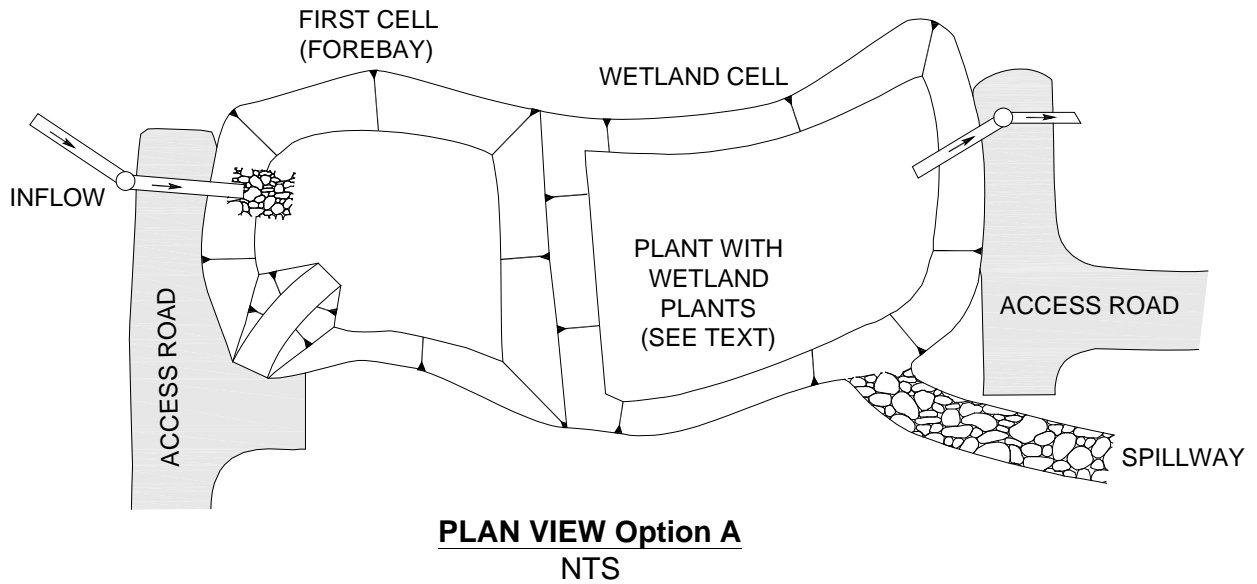 FIRST CELL
(FOREBAY)
WETLAND CELL
INFLOW
PLANT WITH
WETLAND
PLANTS
(SEE TEXT)
ACCESS ROAD
ACCESS ROAD
SPILLWAY
PLAN VIEW Option A
NTS